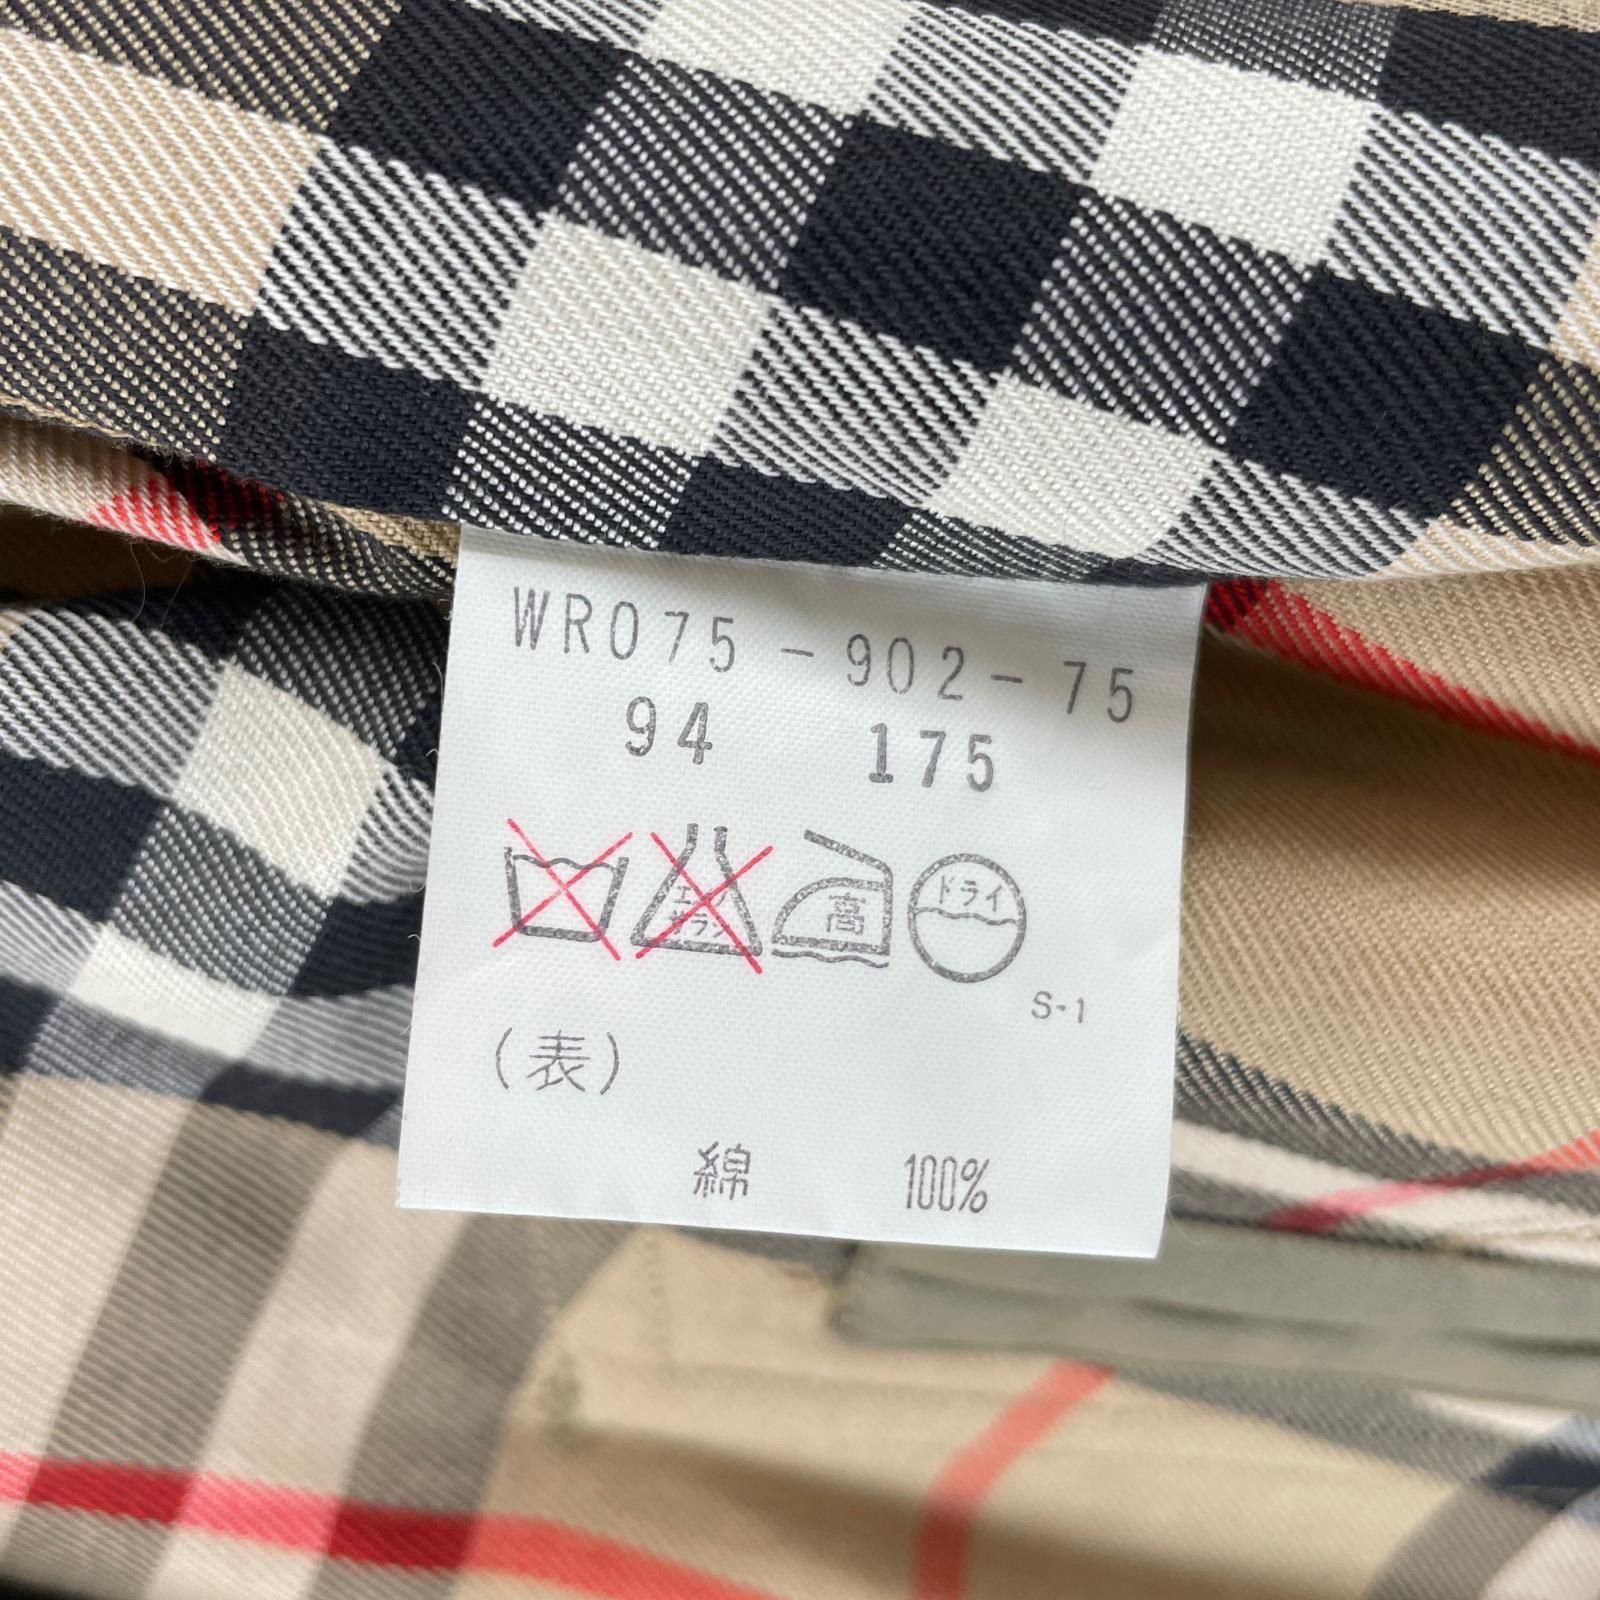 WR075-902-75
94 175
エンソ
サラシ
高
ドライ
S-1
(表)
綿 100%